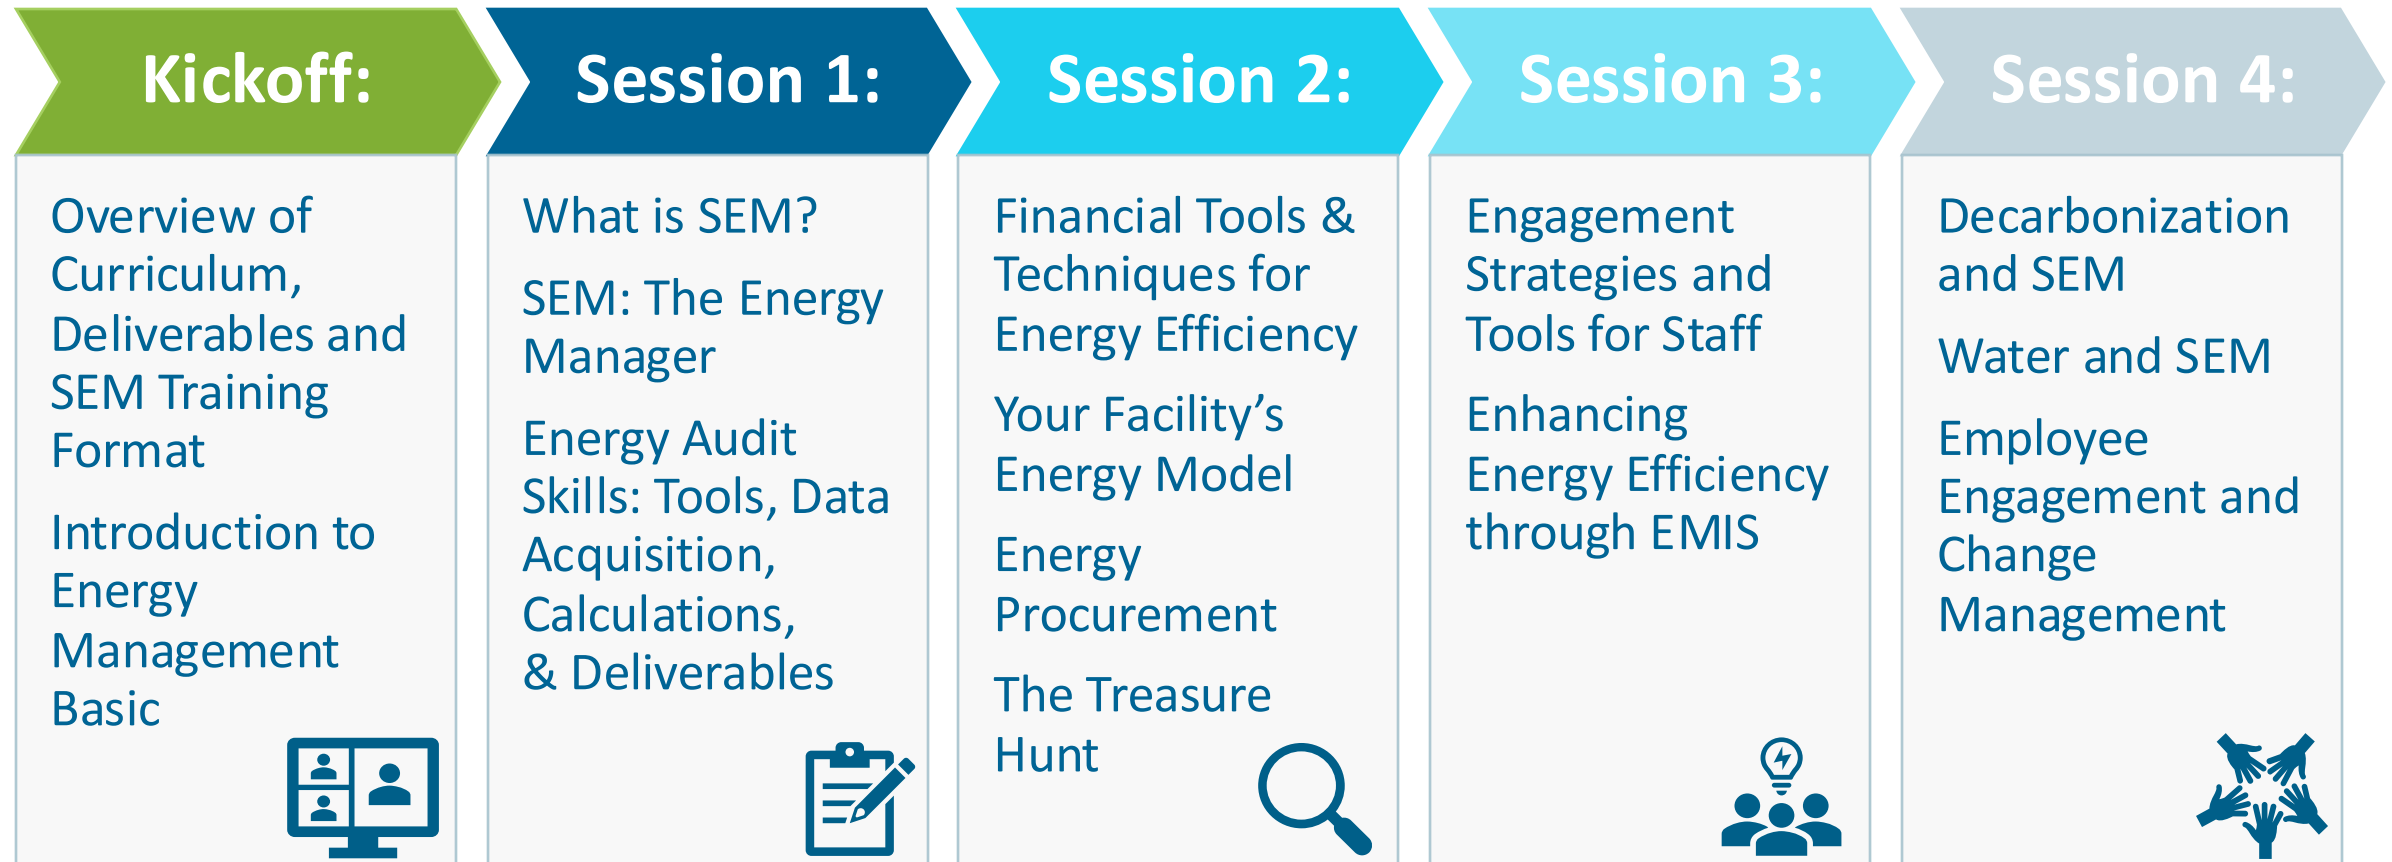 Kickoff:
Overview of
Curriculum,
Deliverables and
SEM Training
Format
Introduction to
Energy
Management
Basic
Session 1:
What is SEM?
SEM: The Energy
Manager
Energy Audit
Skills: Tools, Data
Acquisition,
Calculations,
& Deliverables
Session 2:
Financial Tools &
Techniques for
Energy Efficiency
Your Facility’s
Energy Model
Energy
Procurement
The Treasure
Hunt
Session 3:
Engagement
Strategies and
Tools for Staff
Enhancing
Energy Efficiency
through EMIS
Session 4:
Decarbonization
and SEM
Water and SEM
Employee
Engagement and
Change
Management